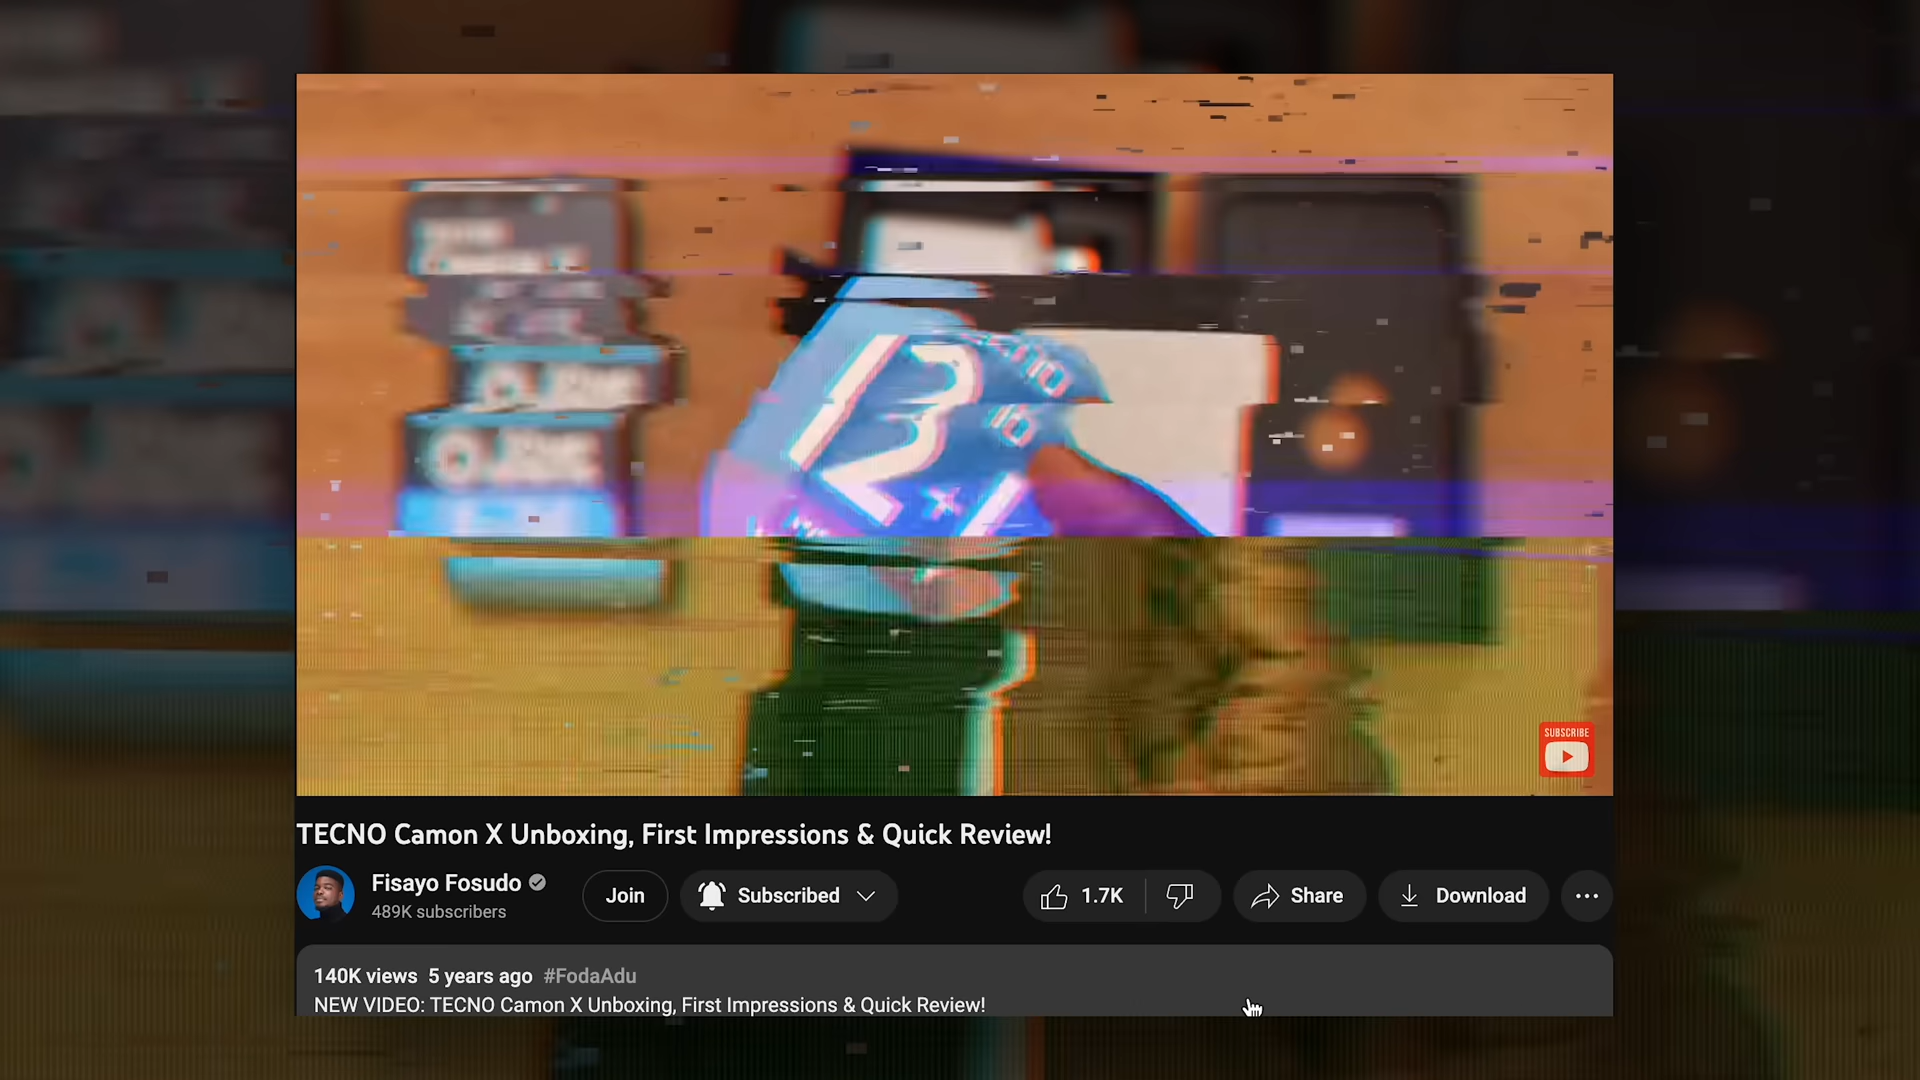 SUBSCRIBE
TECNO Camon X Unboxing, First Impressions & Quick Review!
Fisayo Fosudo
489K subscribers
Join
Subscribed
1.7K
Share
Download
140K views 5 years ago #FodaAdu
NEW VIDEO: TECNO Camon X Unboxing, First Impressions & Quick Review!